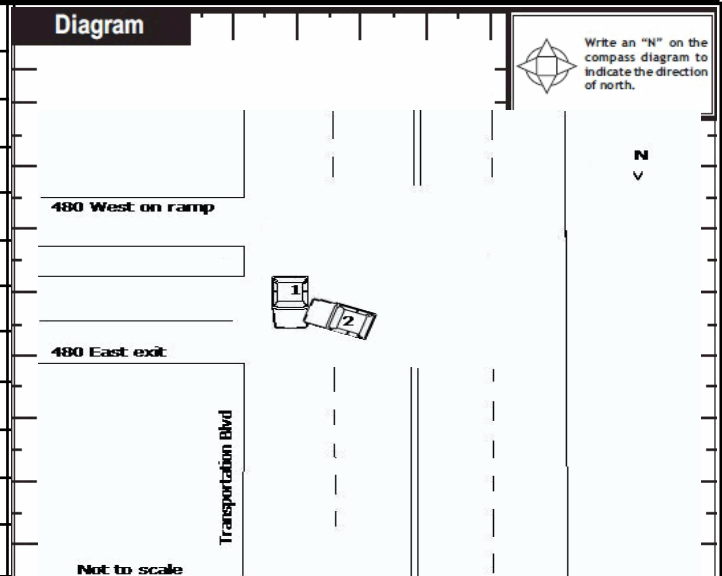 Diagram
Write an “N” on the
compass diagram to
indicate the direction
of north.
N
480 West on ramp
1
2
480 East exit
Transportation Blvd
Not to scale